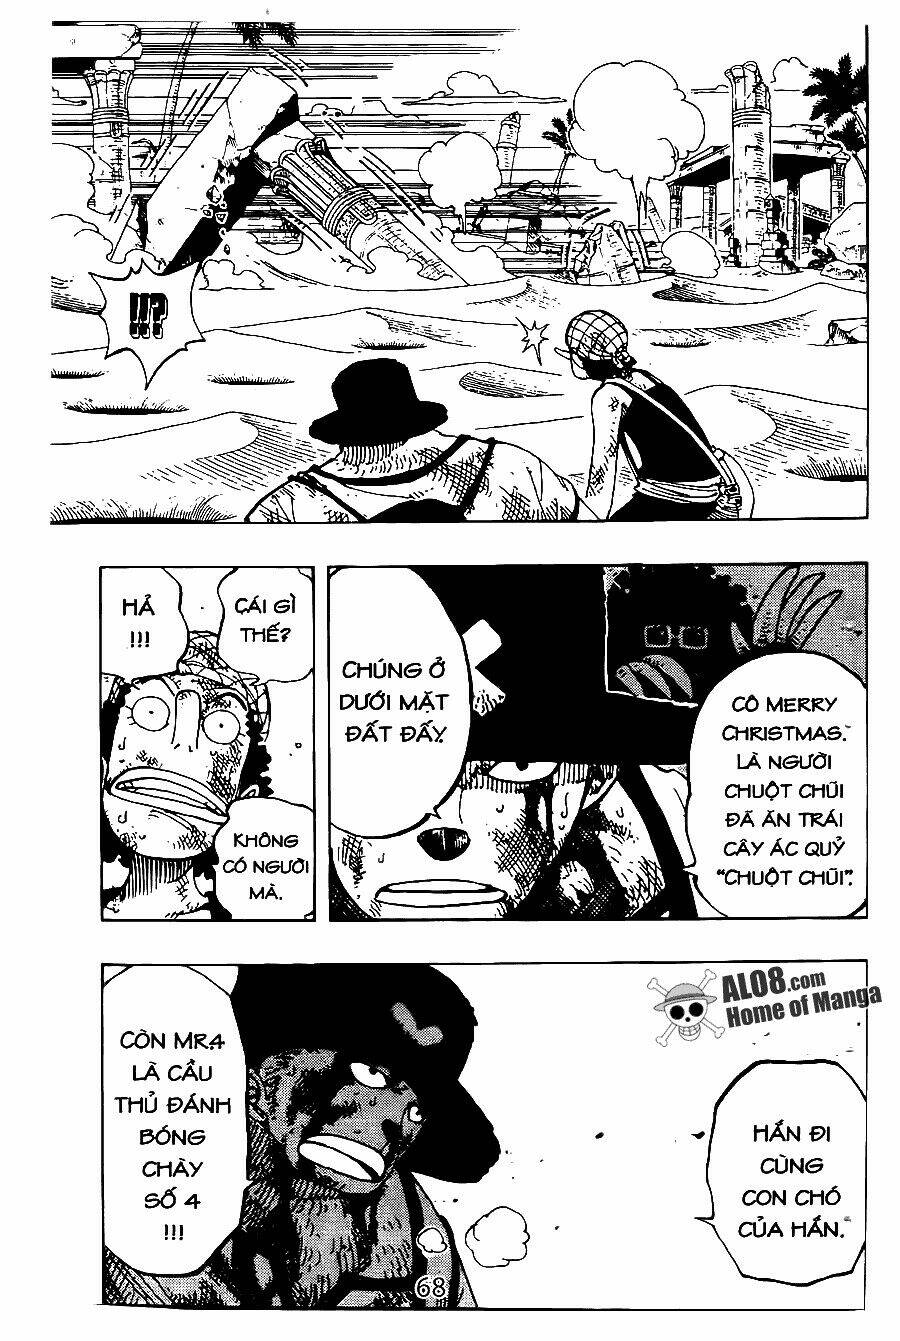 !!?
CHÚNG Ở
DƯỚI MẶT
ĐẤT ĐẤY.
CÔ MERRY
CHRISTMAS.
LÀ NGƯỜI
CHUỘT CHŨI
ĐÃ ĂN TRÁI
CÂY ÁC QUỶ
"CHUỘT CHŨI".
CÁI GÌ
THẾ?
HẢ
!!!
KHÔNG
CÓ NGƯỜI
MÀ.
AL08.com
Home of Manga
HẮN ĐI
CÙNG
CON CHÓ
CỦA HẮN.
CÒN MR.4
LÀ CẦU
THỦ ĐÁNH
BÓNG
CHÀY
SỐ 4
!!!
68